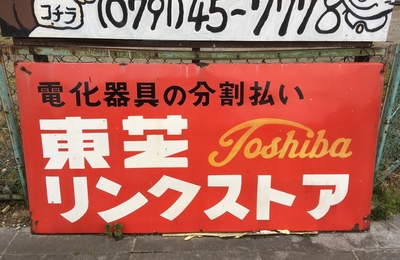 コチラ
(0791)45-7778
電化器具の分割払い
東芝 Toshiba
リンクストア